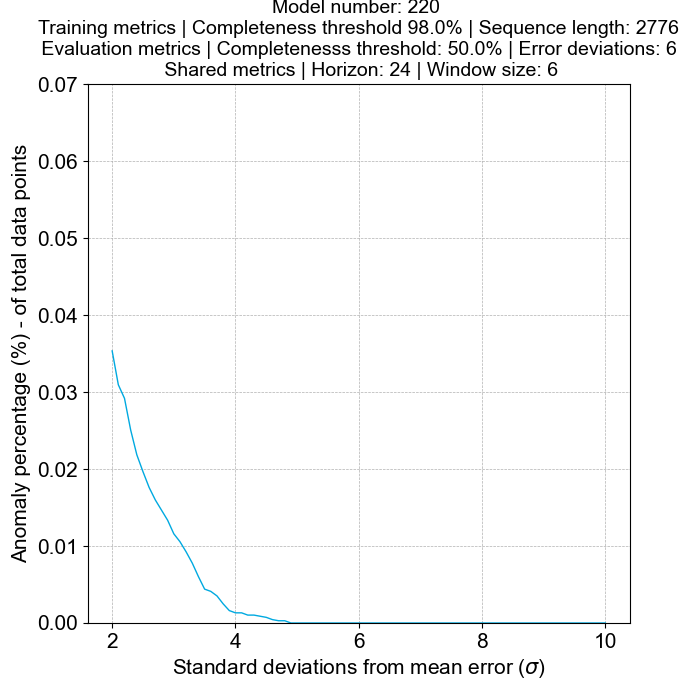 Model number: 220
Training metrics | Completeness threshold 98.0% | Sequence length: 2776
Evaluation metrics | Completenesss threshold: 50.0% | Error deviations: 6
Shared metrics | Horizon: 24 | Window size: 6
0.07
0.06
0.05
0.04
0.03
0.02
0.01
0.00
Anomaly percentage (%) - of total data points
2 4 6 8 10
Standard deviations from mean error (σ)